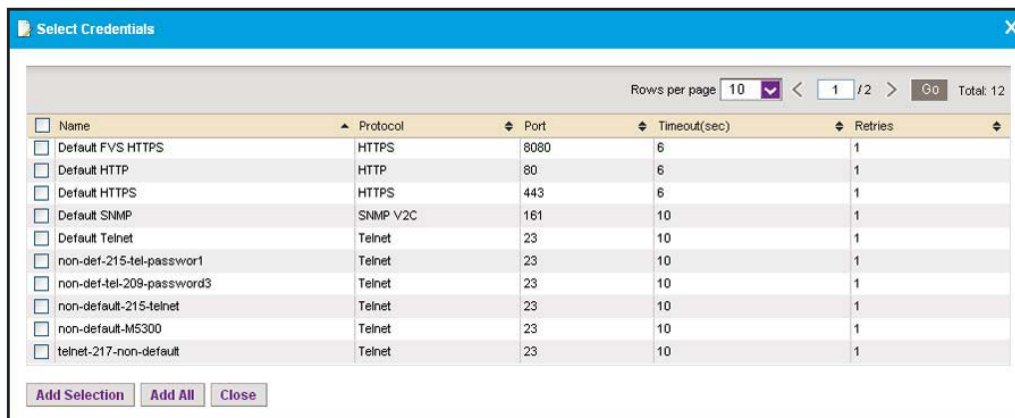 Select Credentials X
Rows per page 10 < 1 / 2 > Go Total: 12
Name Protocol Port Timeout(sec) Retries
Default FVS HTTPS HTTPS 8080 6 1
Default HTTP HTTP 80 6 1
Default HTTPS HTTPS 443 6 1
Default SNMP SNMP V2C 161 10 1
Default Telnet Telnet 23 10 1
non-def-215-tel-passwor1 Telnet 23 10 1
non-def-tel-209-password3 Telnet 23 10 1
non-default-215-telnet Telnet 23 10 1
non-default-M5300 Telnet 23 10 1
telnet-217-non-default Telnet 23 10 1
Add Selection Add All Close